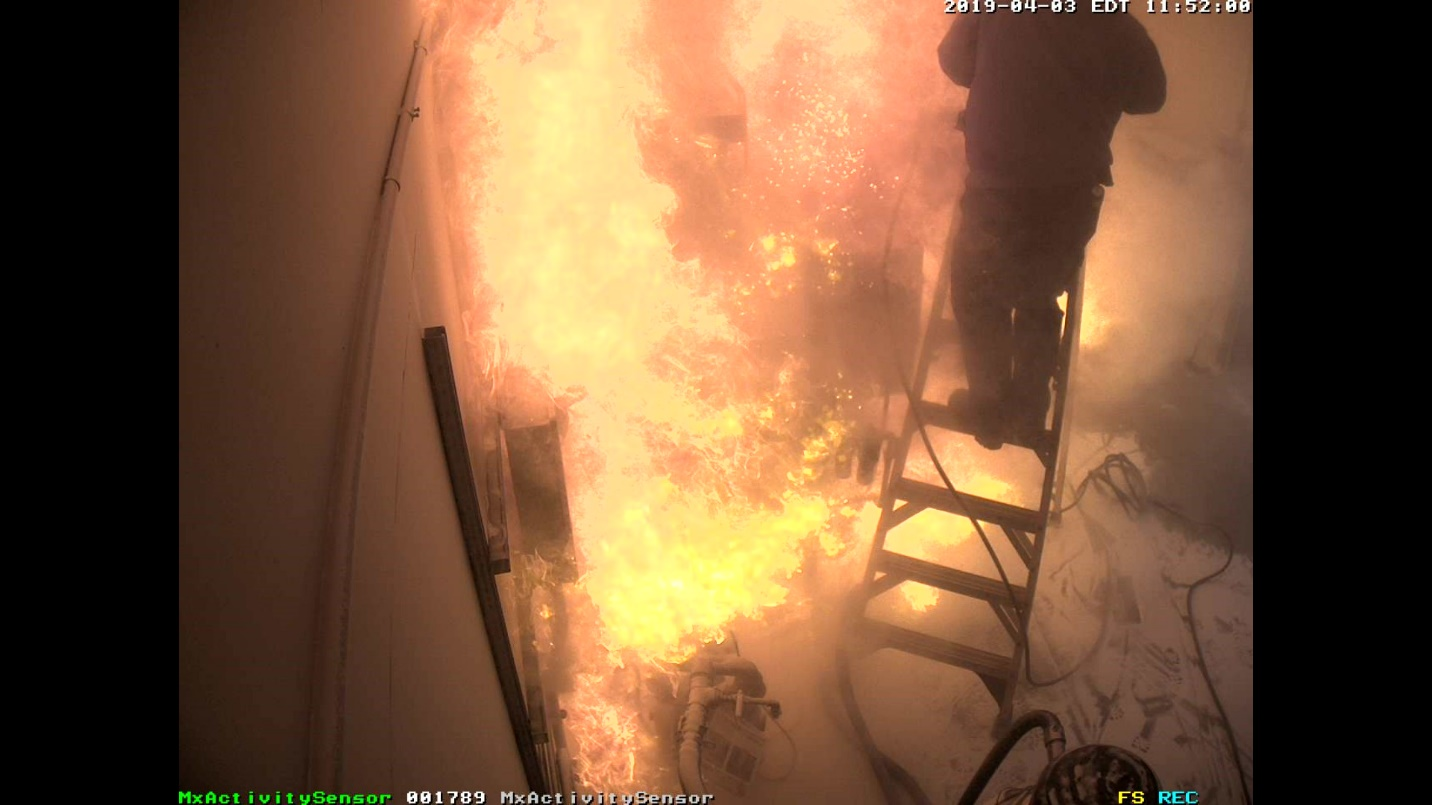 2019-04-03 EDT 11:52:00
MxActivitySensor 001789 MxActivitySensor
FS REC